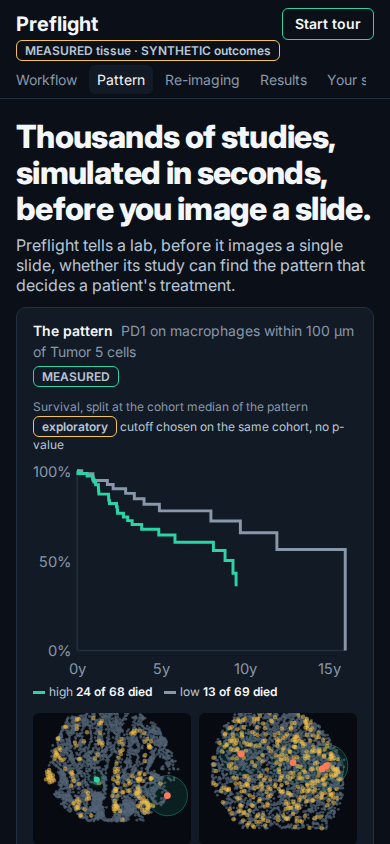 Preflight
Start tour
MEASURED tissue · SYNTHETIC outcomes
Workflow Pattern Re-imaging Results Your s
Thousands of studies,
simulated in seconds,
before you image a slide.
Preflight tells a lab, before it images a single
slide, whether its study can find the pattern that
decides a patient's treatment.
The pattern PD1 on macrophages within 100 µm
of Tumor 5 cells
MEASURED
Survival, split at the cohort median of the pattern
exploratory cutoff chosen on the same cohort, no p-
value
100%
50%
0%
0y 5y 10y 15y
high 24 of 68 died low 13 of 69 died